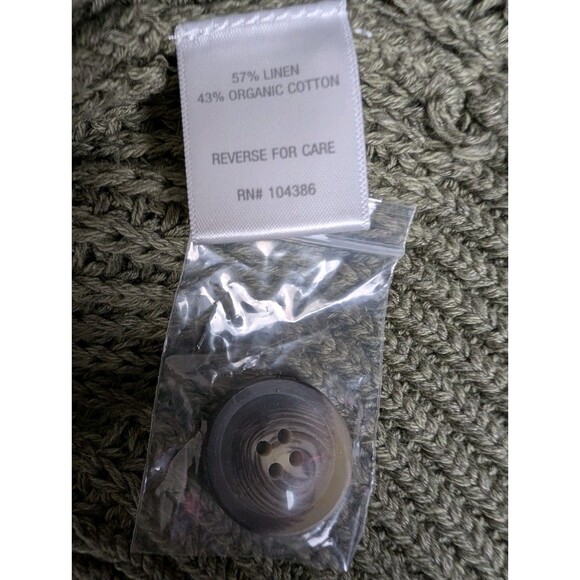 57% LINEN
43% ORGANIC COTTON
REVERSE FOR CARE
RN# 104386